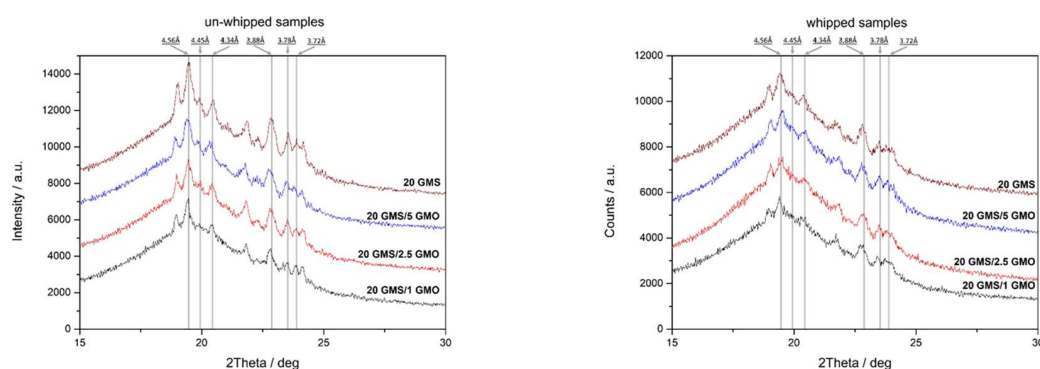 un-whipped samples
4.56Å 4.45Å 4.34Å 3.88Å 3.78Å 3.72Å
14000
12000
10000
8000
6000
4000
2000
0
Intensity / a.u.
20 GMS
20 GMS/5 GMO
20 GMS/2.5 GMO
20 GMS/1 GMO
15 20 25 30
2Theta / deg
whipped samples
4.56Å 4.45Å 4.34Å 3.88Å 3.78Å 3.72Å
12000
10000
8000
6000
4000
2000
0
Counts / a.u.
20 GMS
20 GMS/5 GMO
20 GMS/2.5 GMO
20 GMS/1 GMO
15 20 25 30
2Theta / deg